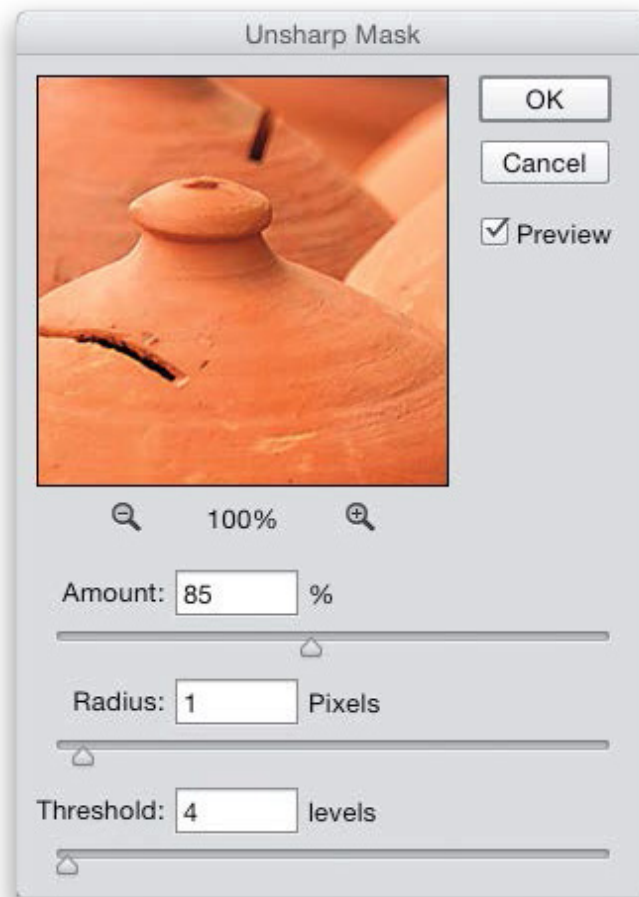 Unsharp Mask
OK
Cancel
Preview
100%
Amount: 85 %
Radius: 1 Pixels
Threshold: 4 levels